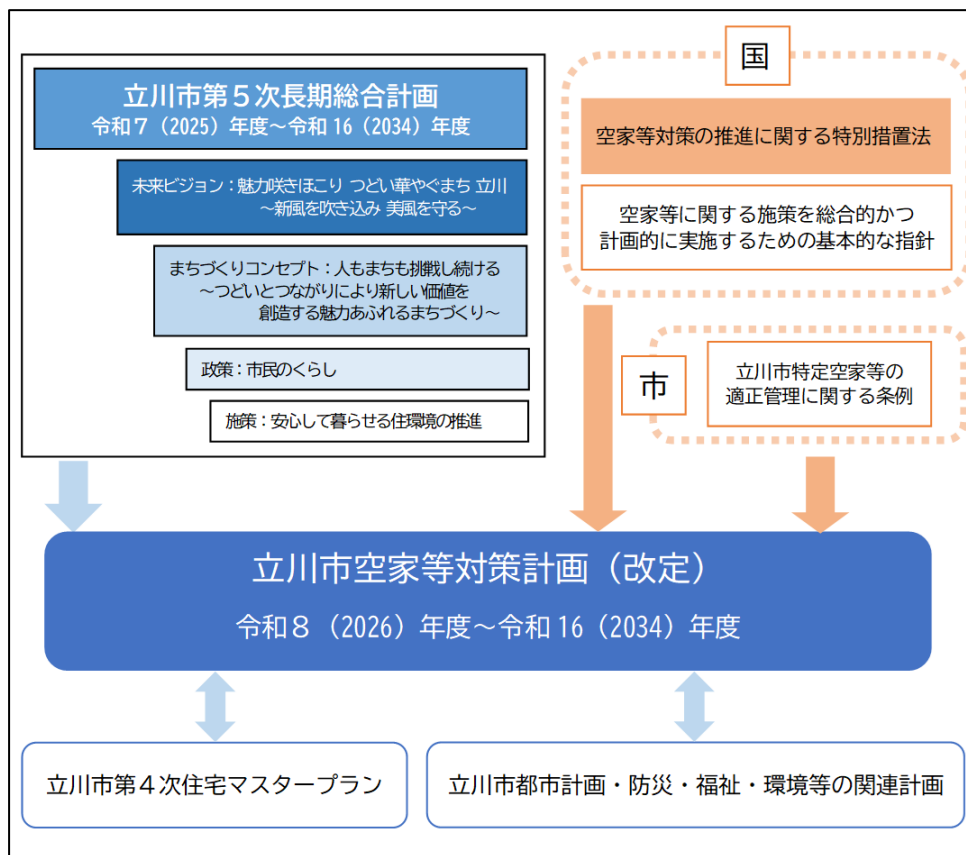 立川市第５次長期総合計画
令和７（2025）年度～令和 16（2034）年度
未来ビジョン：魅力咲きほこり つどい華やぐまち 立川
～新風を吹き込み 美風を守る～
まちづくりコンセプト：人もまちも挑戦し続ける
～つどいとつながりにより新しい価値を
創造する魅力あふれるまちづくり～
政策：市民のくらし
施策：安心して暮らせる住環境の推進
国
空家等対策の推進に関する特別措置法
空家等に関する施策を総合的かつ
計画的に実施するための基本的な指針
市
立川市特定空家等の
適正管理に関する条例
立川市空家等対策計画（改定）
令和８（2026）年度～令和 16（2034）年度
立川市第４次住宅マスタープラン
立川市都市計画・防災・福祉・環境等の関連計画